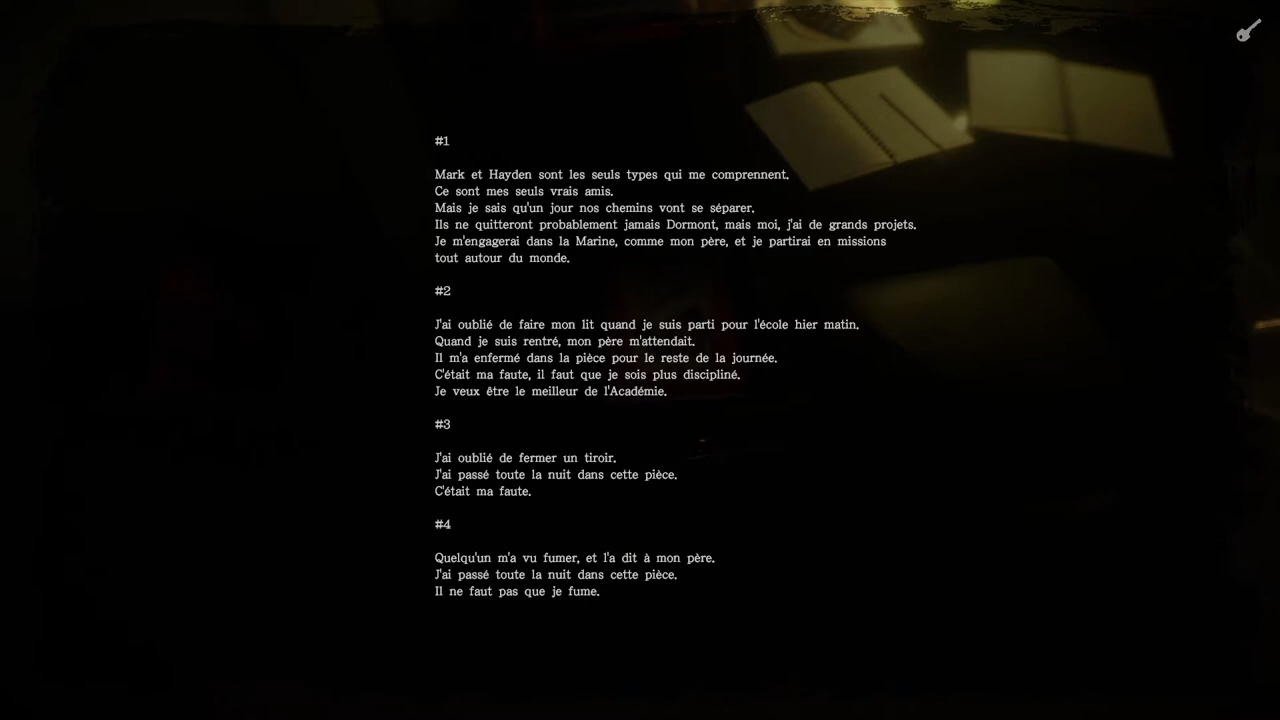 #1
Mark et Hayden sont les seuls types qui me comprennent.
Ce sont mes seuls vrais amis.
Mais je sais qu'un jour nos chemins vont se séparer.
Ils ne quitteront probablement jamais Dormont, mais moi, j'ai de grands projets.
Je m'engagerai dans la Marine, comme mon père, et je partirai en missions
tout autour du monde.
#2
J'ai oublié de faire mon lit quand je suis parti pour l'école hier matin.
Quand je suis rentré, mon père m'attendait.
Il m'a enfermé dans la pièce pour le reste de la journée.
C'était ma faute, il faut que je sois plus discipliné.
Je veux être le meilleur de l'Académie.
#3
J'ai oublié de fermer un tiroir.
J'ai passé toute la nuit dans cette pièce.
C'était ma faute.
#4
Quelqu'un m'a vu fumer, et l'a dit à mon père.
J'ai passé toute la nuit dans cette pièce.
Il ne faut pas que je fume.